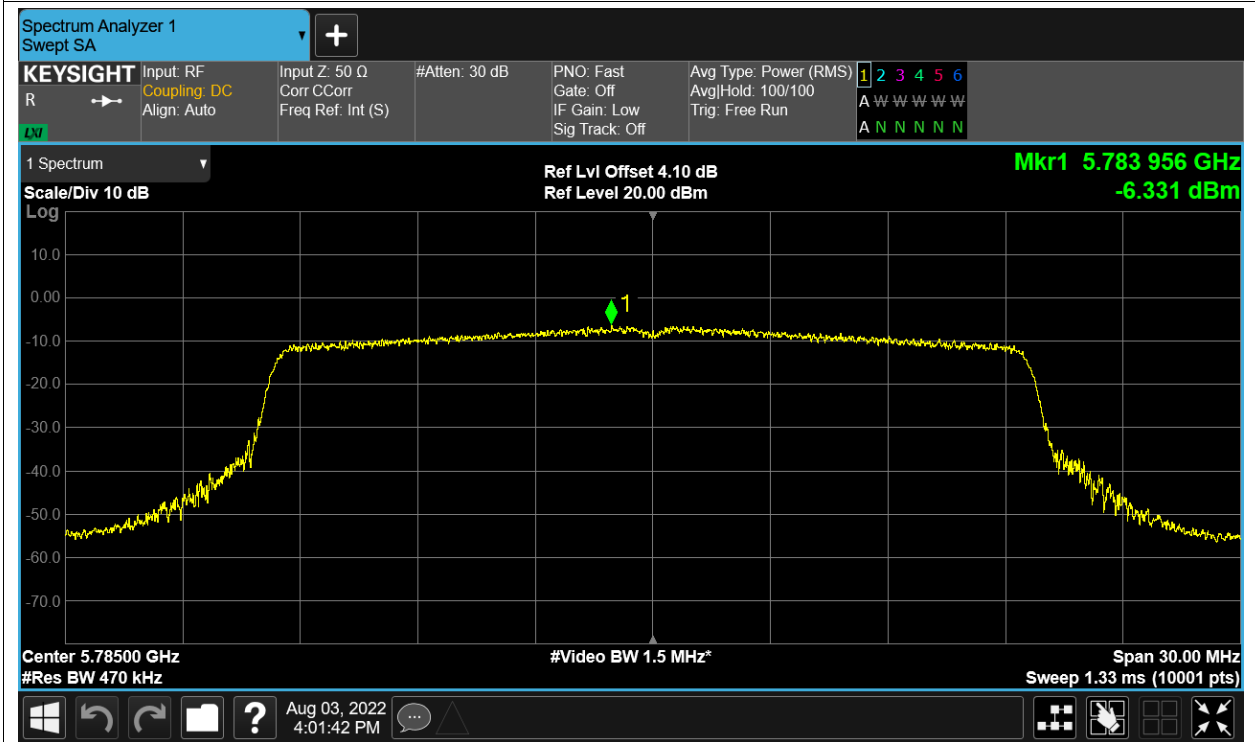 Spectrum Analyzer 1
Swept SA
+
KEYSIGHT
R
LXI
Input: RF
Coupling: DC
Align: Auto
Input Z: 50 Ω
Corr CCorr
Freq Ref: Int (S)
#Atten: 30 dB
PNO: Fast
Gate: Off
IF Gain: Low
Sig Track: Off
Avg Type: Power (RMS)
Avg|Hold: 100/100
Trig: Free Run
1 2 3 4 5 6
A W W W W W
A N N N N N
1 Spectrum
Scale/Div 10 dB
Log
Ref Lvl Offset 4.10 dB
Ref Level 20.00 dBm
Mkr1 5.783 956 GHz
-6.331 dBm
10.0
0.00
1
-10.0
-20.0
-30.0
-40.0
-50.0
-60.0
-70.0
Center 5.78500 GHz
#Video BW 1.5 MHz*
Span 30.00 MHz
#Res BW 470 kHz
Sweep 1.33 ms (10001 pts)
?
Aug 03, 2022
4:01:42 PM